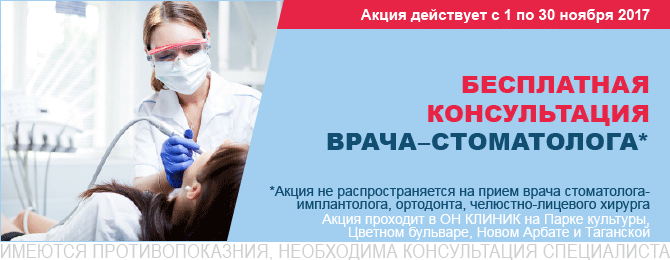 Акция действует с 1 по 30 ноября 2017
БЕСПЛАТНАЯ
КОНСУЛЬТАЦИЯ
ВРАЧА–СТОМАТОЛОГА*
*Акция не распространяется на прием врача стоматолога-
имплантолога, ортодонта, челюстно-лицевого хирурга
Акция проходит в ОН КЛИНИК на Парке культуры,
Цветном бульваре, Новом Арбате и Таганской
ИМЕЮТСЯ ПРОТИВОПОКАЗНИЯ, НЕОБХОДИМА КОНСУЛЬТАЦИЯ СПЕЦИАЛИСТА